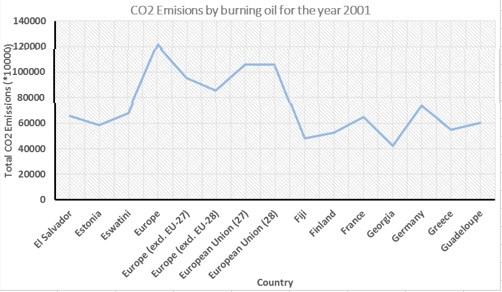 CO2 Emisions by burning oil for the year 2001
Total CO2 Emissions (*1000G)
140000
120000
100000
80000
60000
40000
20000
0
El Salvador
Estonia
Eswatini
Europe
Europe (excl. EU-27)
Europe (excl. EU-28)
European Union (27)
European Union (28)
Fiji
Finland
France
Georgia
Germany
Greece
Guadeloupe
Country